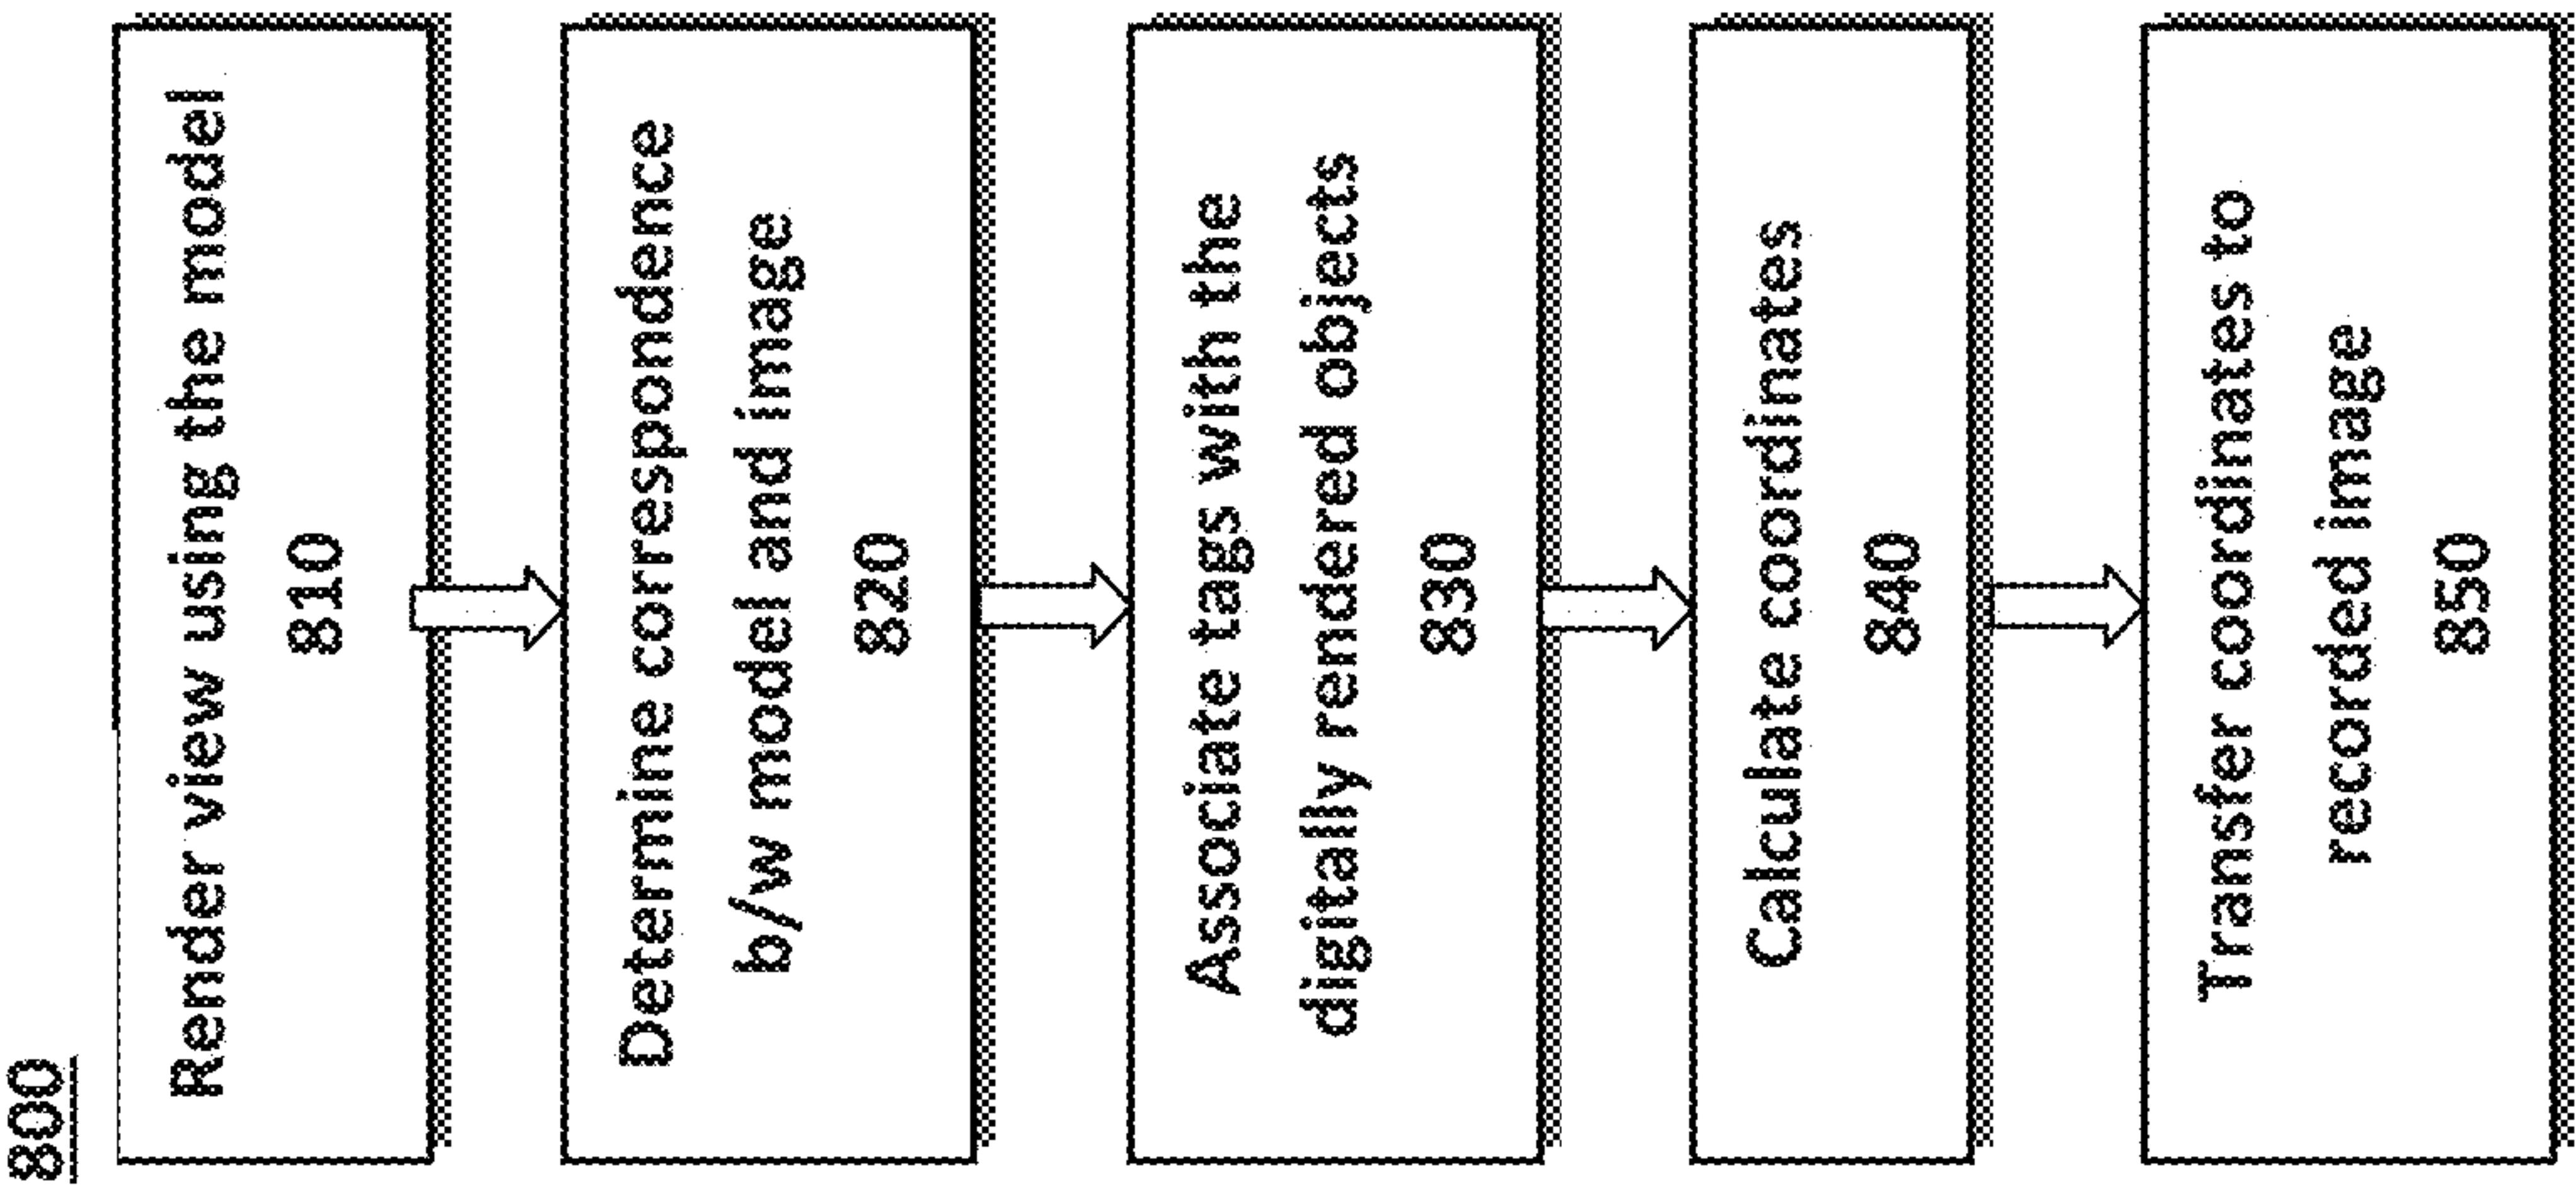 800
Render view using the model
810
Determine correspondence
b/w model and image
820
Associate tags with the
digitally rendered objects
830
Calculate coordinates
840
Transfer coordinates to
recorded image
850